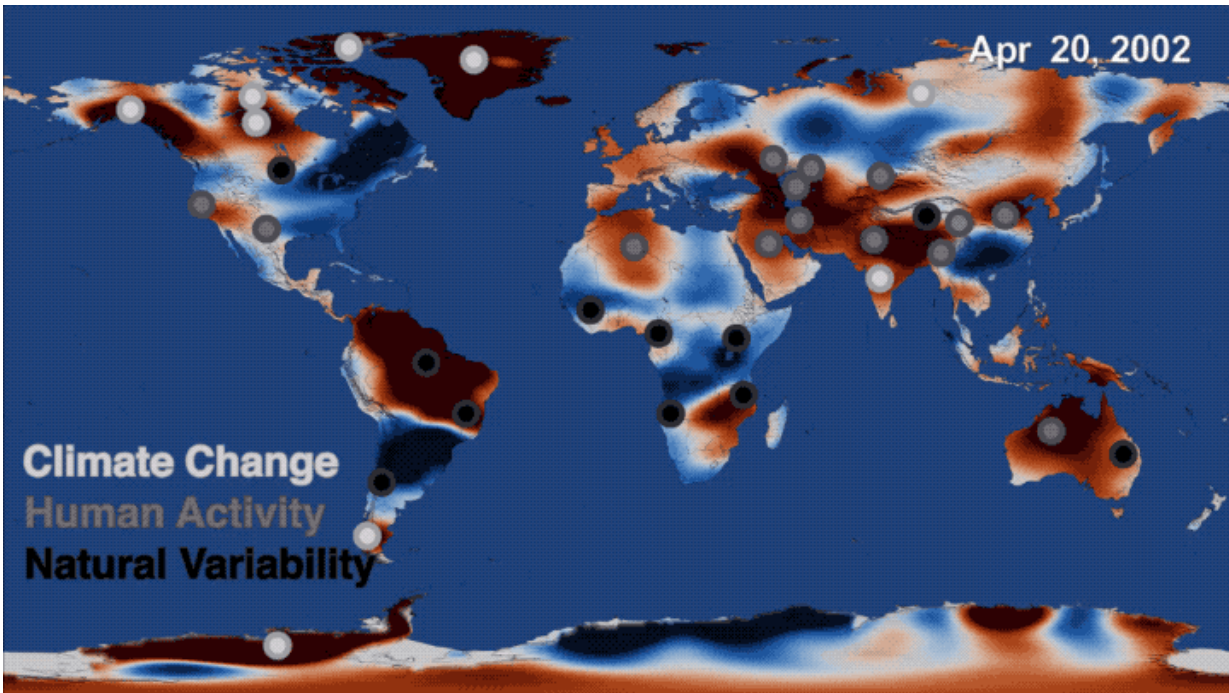 Apr 20, 2002
Climate Change
Human Activity
Natural Variability